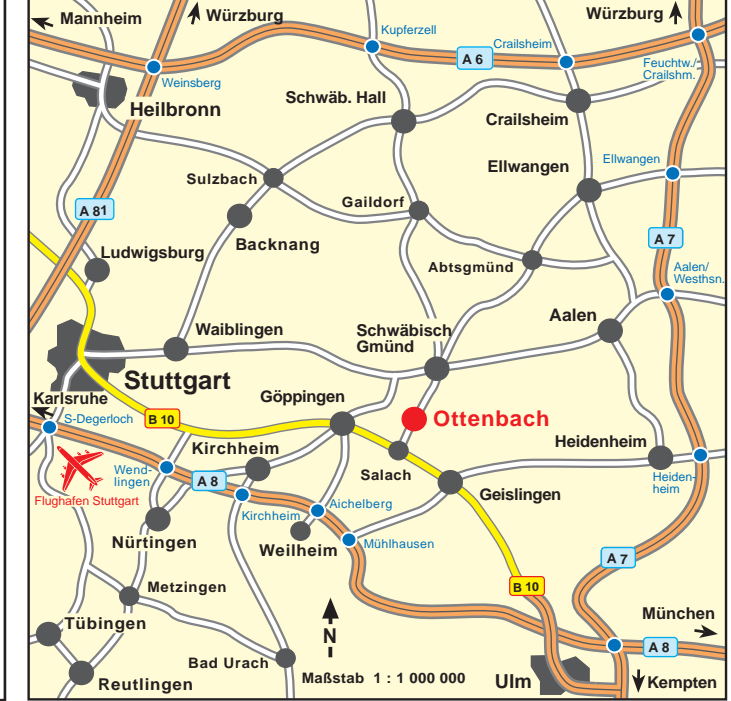 Mannheim
Würzburg
Würzburg
Kupferzell
Crailsheim
A 6
Feuchtw./
Crailshm.
Weinsberg
Heilbronn
Schwäb. Hall
Crailsheim
Ellwangen
Ellwangen
Sulzbach
Gaildorf
A 81
Backnang
A 7
Ludwigsburg
Abtsgmünd
Aalen/
Westhsn.
Aalen
Waiblingen
Schwäbisch
Gmünd
Stuttgart
Karlsruhe
Göppingen
S-Degerloch
B 10
Ottenbach
Kirchheim
Heidenheim
Wend-
lingen
A 8
Salach
Heiden-
heim
Flughafen Stuttgart
Geislingen
Kirchheim
Aichelberg
Nürtingen
Weilheim
Mühlhausen
A 7
Metzingen
B 10
Tübingen
München
N
A 8
Bad Urach
Maßstab 1 : 1 000 000
Ulm
Kempten
Reutlingen